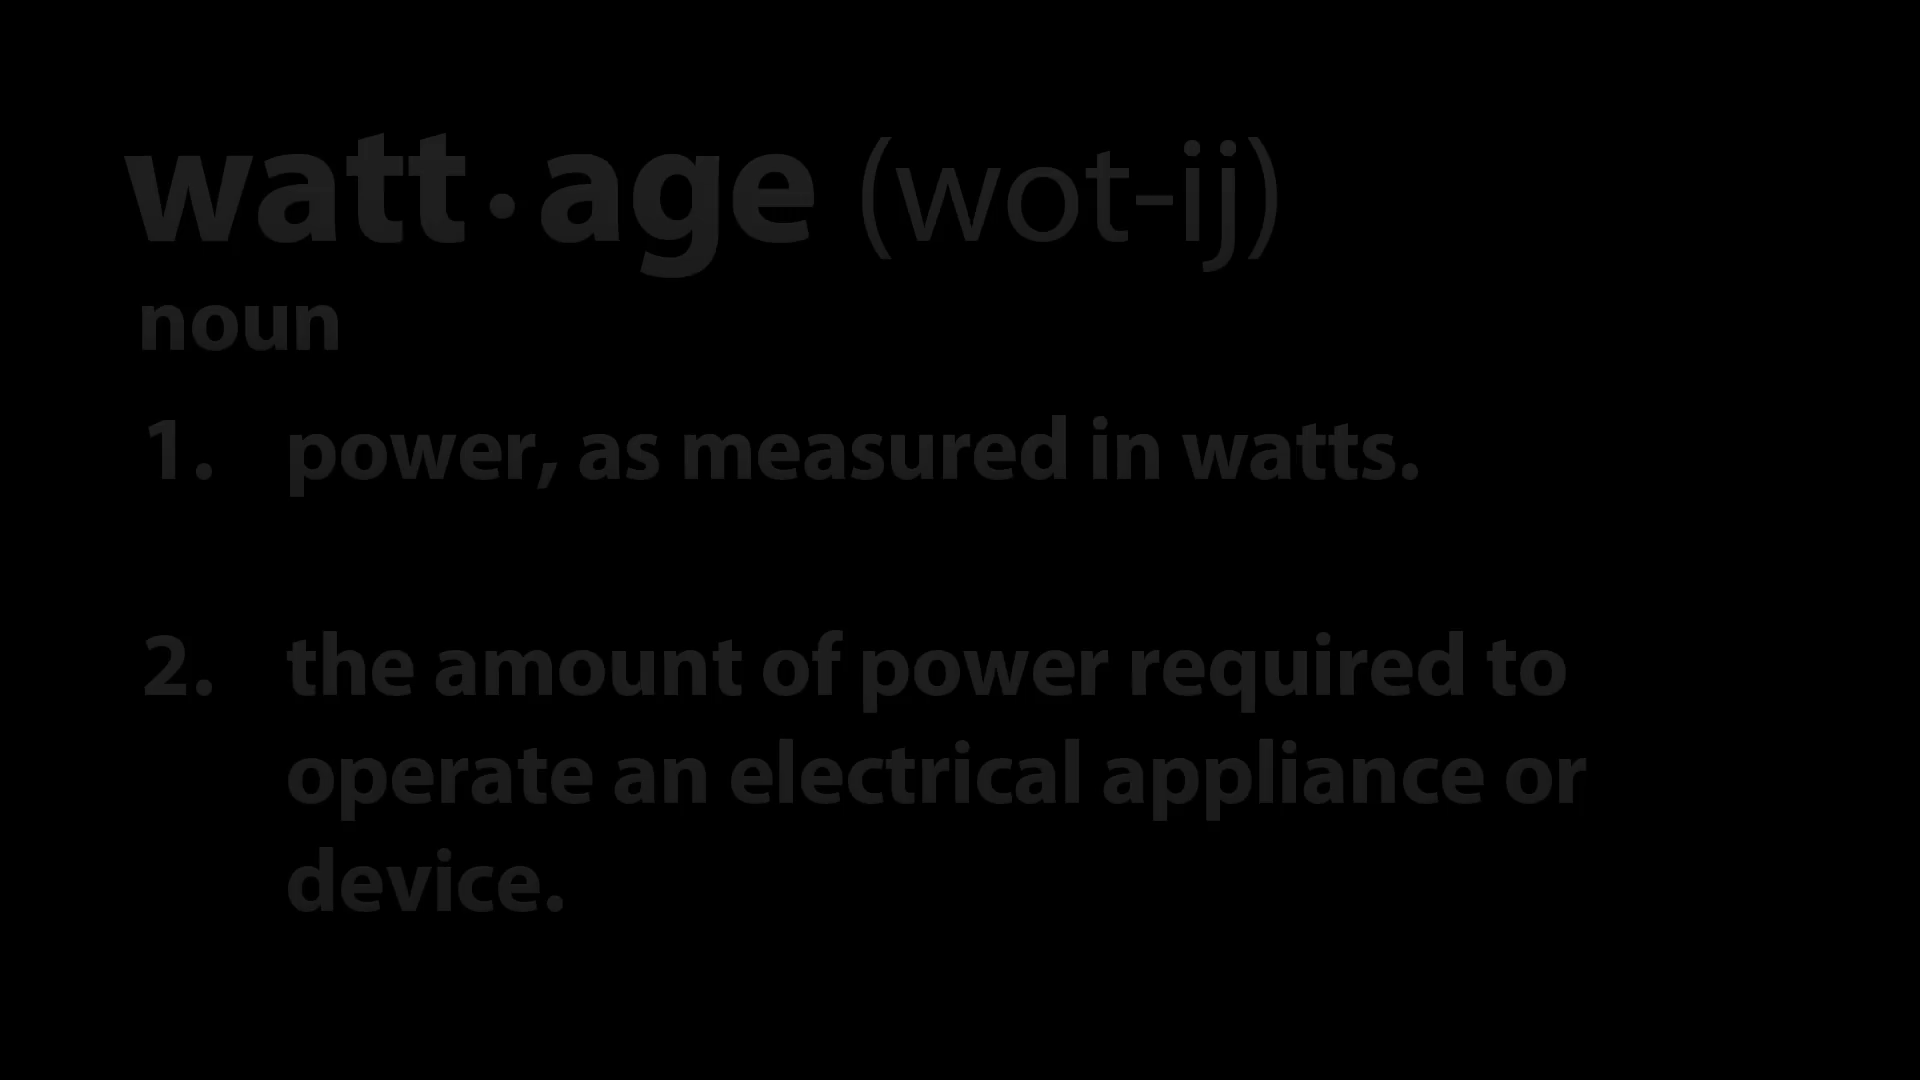 watt·age (wot-ij)
noun
1. power, as measured in watts.
2. the amount of power required to
operate an electrical appliance or
device.